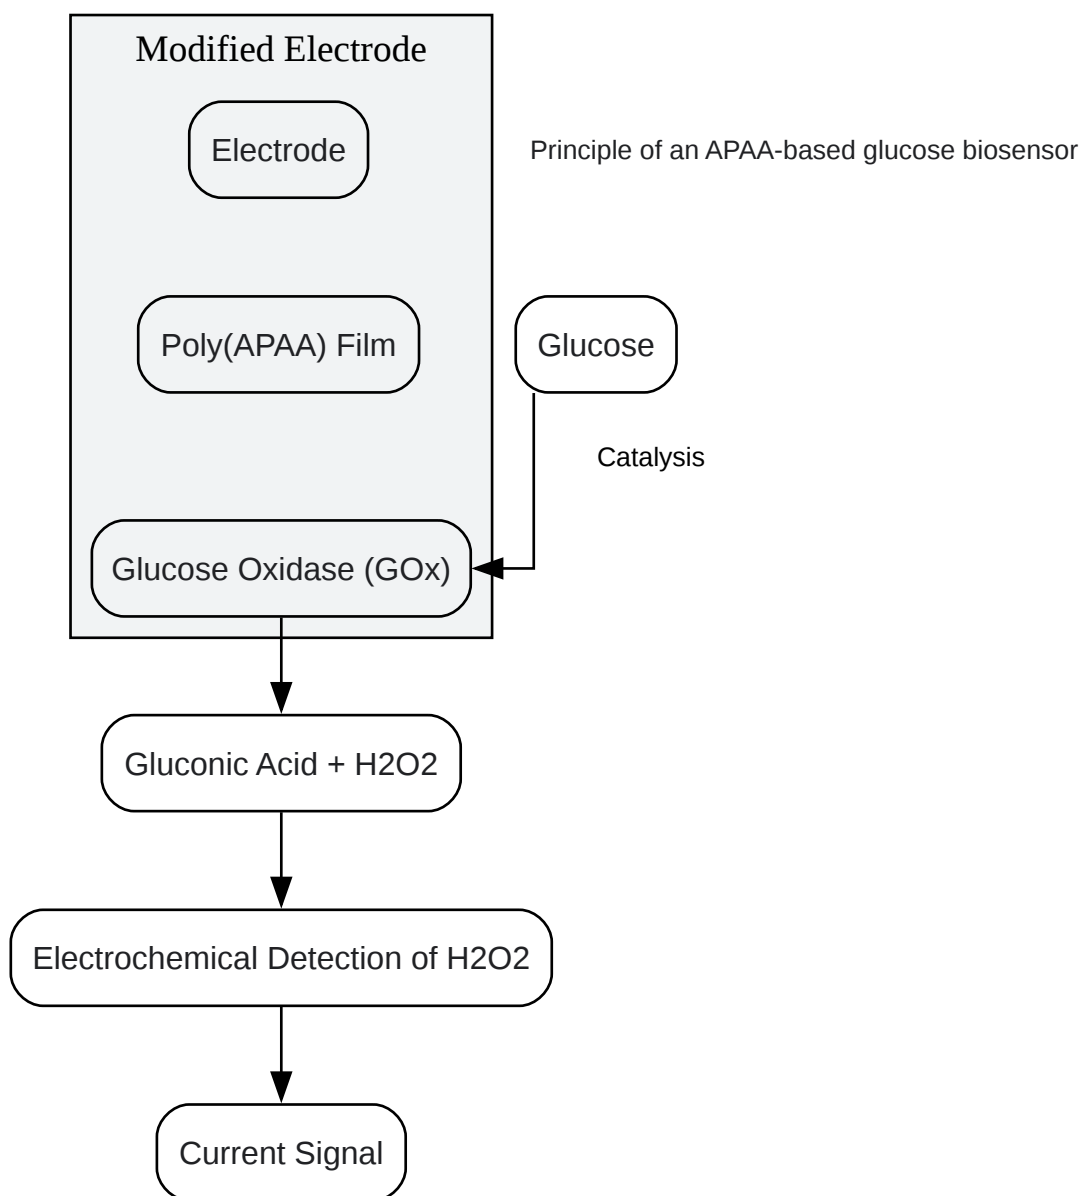 Modified Electrode
Electrode
Principle of an APAA-based glucose biosensor
Poly(APAA) Film
Glucose
Catalysis
Glucose Oxidase (GOx)
Gluconic Acid + H2O2
Electrochemical Detection of H2O2
Current Signal